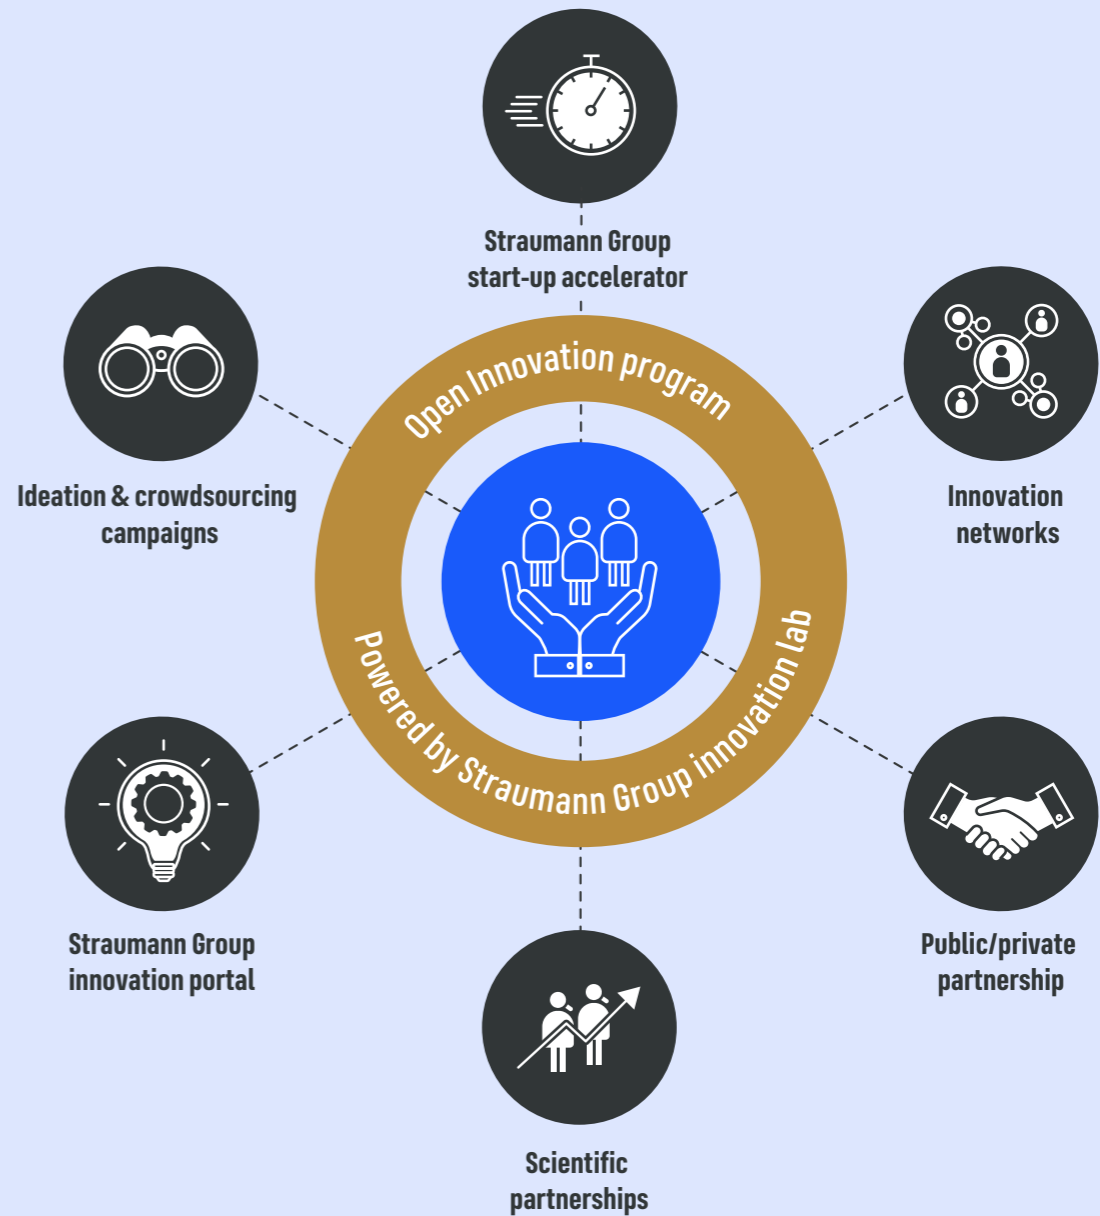 Straumann Group
start-up accelerator
Open Innovation program
Ideation & crowdsourcing
campaigns
Innovation
networks
Powered by Straumann Group innovation lab
Straumann Group
innovation portal
Public/private
partnership
Scientific
partnerships